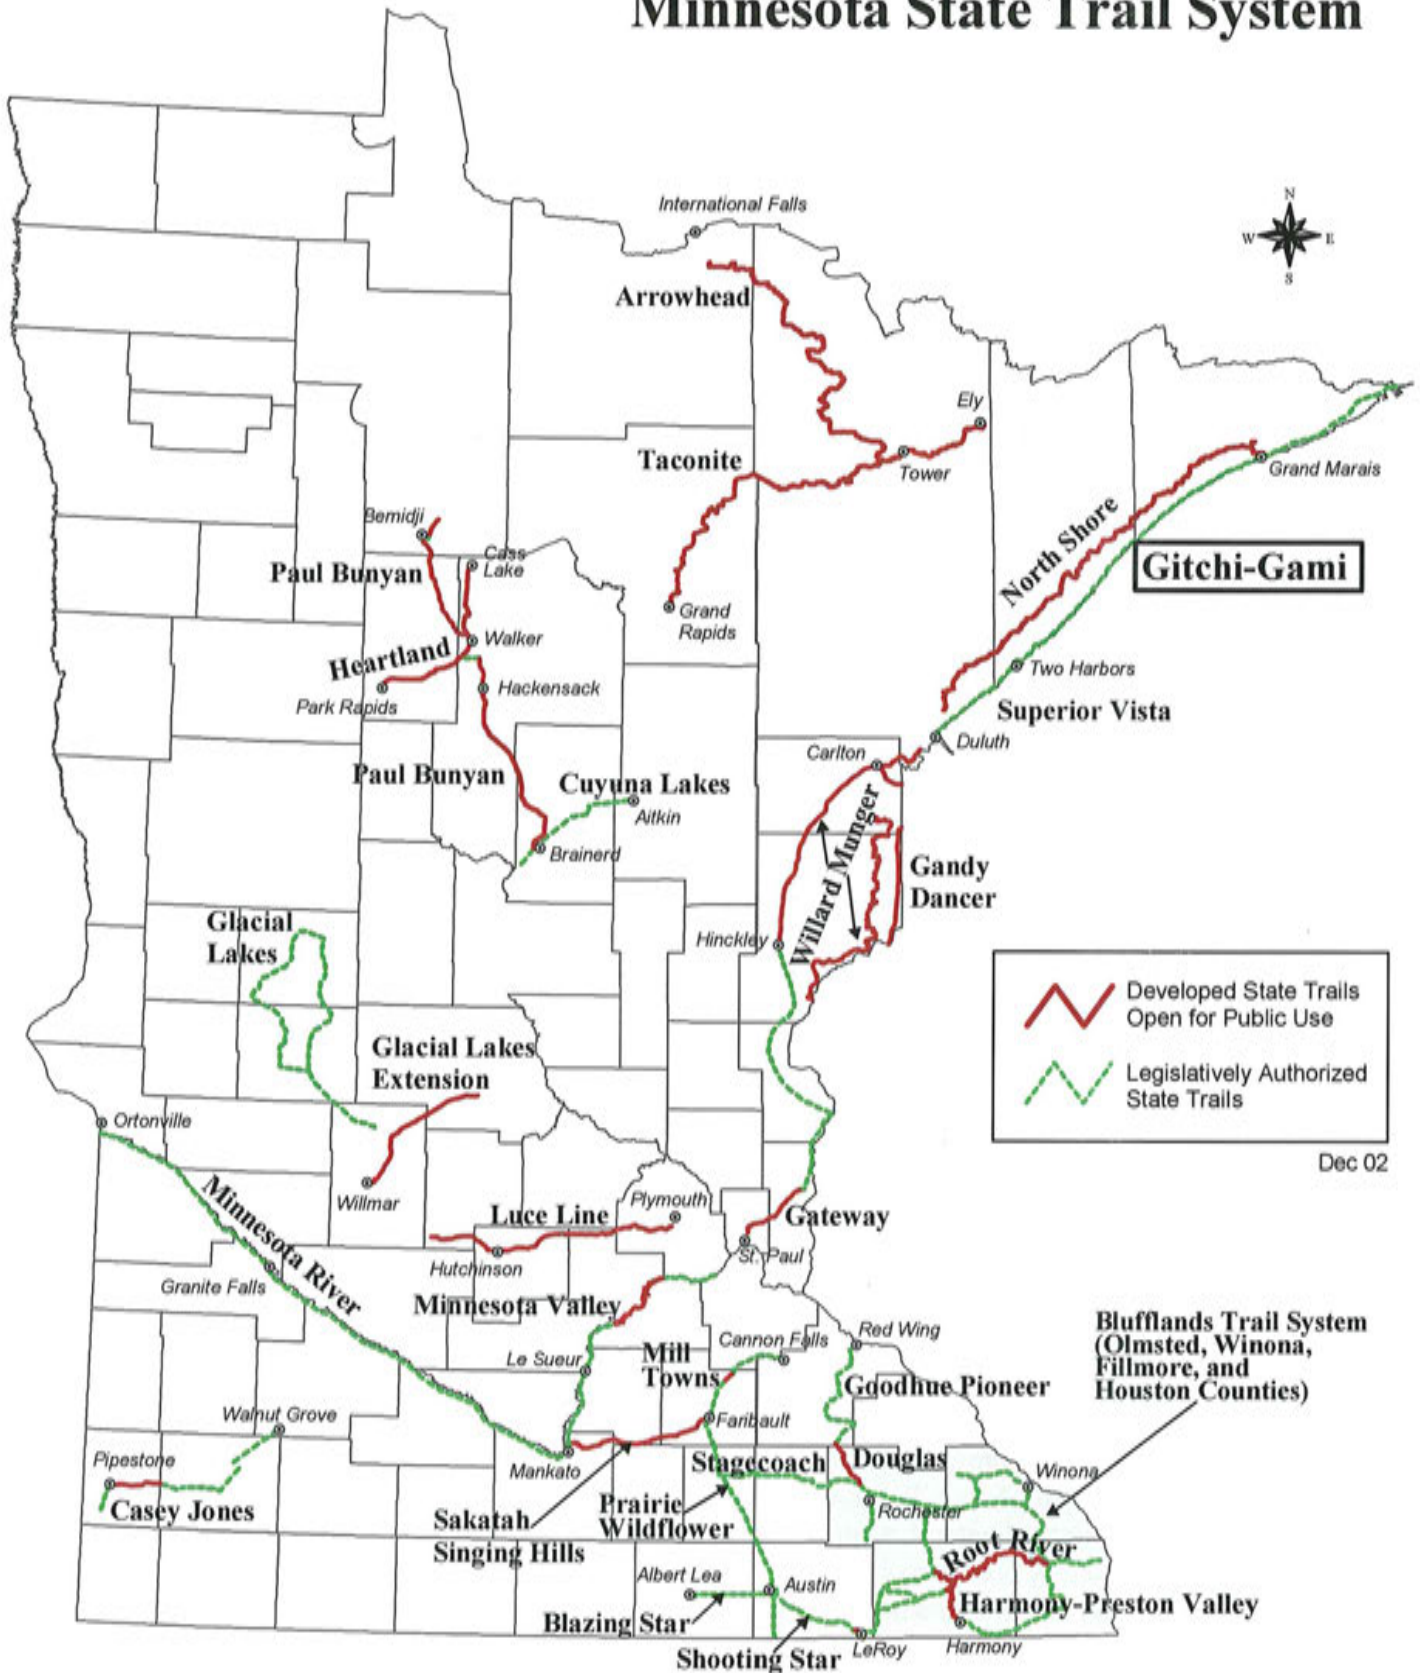 Minnesota State Trail System
International Falls
N
W
E
S
Arrowhead
Ely
Taconite
Tower
Grand Marais
Bemidji
Cass
Lake
Paul Bunyan
North Shore
Gitchi-Gami
Grand
Rapids
Walker
Heartland
Two Harbors
Hackensack
Park Rapids
Superior Vista
Duluth
Carlton
Paul Bunyan
Cuyuna Lakes
Aitkin
Brainerd
Willard Munger
Gandy
Dancer
Glacial
Lakes
Hinckley
Developed State Trails
Open for Public Use
Legislatively Authorized
State Trails
Dec 02
Glacial Lakes
Extension
Ortonville
Willmar
Minnesota River
Plymouth
Luce Line
Gateway
St. Paul
Hutchinson
Granite Falls
Minnesota Valley
Blufflands Trail System
(Olmsted, Winona,
Fillmore, and
Houston Counties)
Cannon Falls
Red Wing
Le Sueur
Mill
Towns
Goodhue Pioneer
Walnut Grove
Faribault
Pipestone
Mankato
Stagecoach
Douglas
Winona
Casey Jones
Sakatah
Singing Hills
Prairie
Wildflower
Rochester
Root River
Albert Lea
Austin
Harmony-Preston Valley
Blazing Star
Shooting Star
LeRoy
Harmony